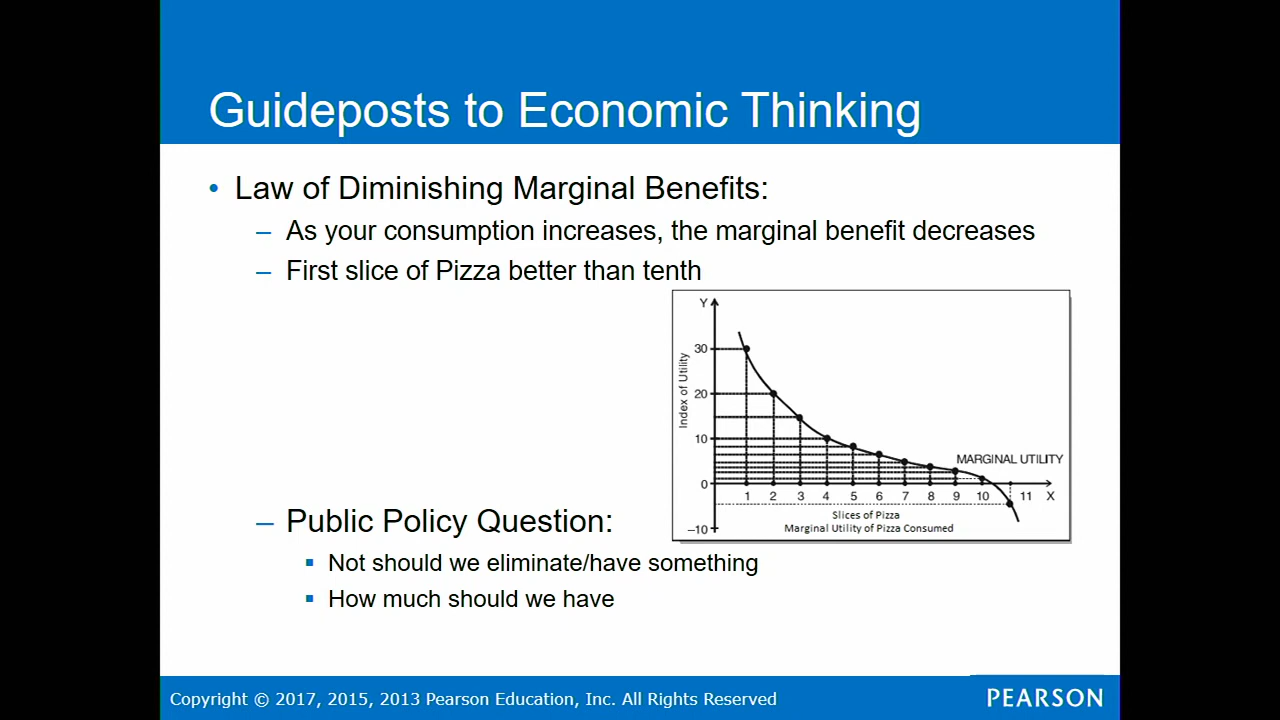 Guideposts to Economic Thinking
• Law of Diminishing Marginal Benefits:
– As your consumption increases, the marginal benefit decreases
– First slice of Pizza better than tenth
Y
30
20
10
0
–10
Index of Utility
MARGINAL UTILITY
1 2 3 4 5 6 7 8 9 10 11 X
Slices of Pizza
Marginal Utility of Pizza Consumed
– Public Policy Question:
▪ Not should we eliminate/have something
▪ How much should we have
Copyright © 2017, 2015, 2013 Pearson Education, Inc. All Rights Reserved
PEARSON